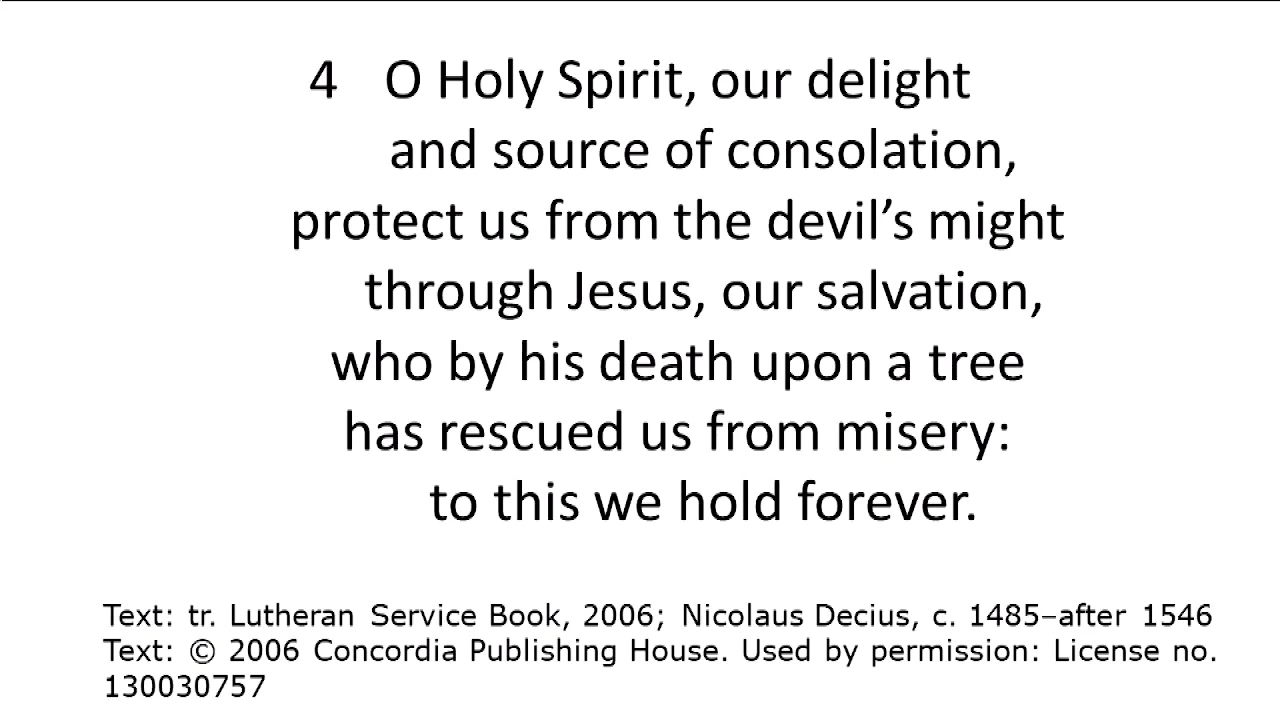 4 O Holy Spirit, our delight
and source of consolation,
protect us from the devil’s might
through Jesus, our salvation,
who by his death upon a tree
has rescued us from misery:
to this we hold forever.
Text: tr. Lutheran Service Book, 2006; Nicolaus Decius, c. 1485–after 1546
Text: © 2006 Concordia Publishing House. Used by permission: License no.
130030757